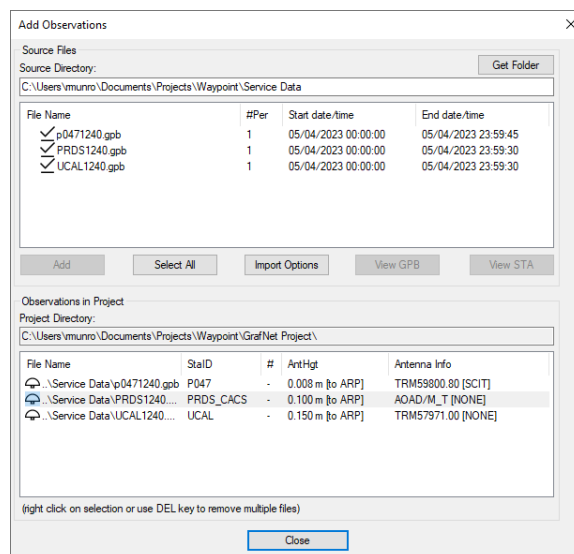 Add Observations
Source Files
Source Directory:
Get Folder
C:\Users\rmunro\Documents\Projects\Waypoint\Service Data
File Name #Per Start date/time End date/time
p0471240.gpb 1 05/04/2023 00:00:00 05/04/2023 23:59:45
PRDS1240.gpb 1 05/04/2023 00:00:00 05/04/2023 23:59:30
UCAL1240.gpb 1 05/04/2023 00:00:00 05/04/2023 23:59:30
Add Select All Import Options View GPB View STA
Observations in Project
Project Directory:
C:\Users\rmunro\Documents\Projects\Waypoint\GrafNet Project\
File Name StaID # AntHgt Antenna Info
..\Service Data\p0471240.gpb P047 - 0.008 m [to ARP] TRM59800.80 [SCIT]
..\Service Data\PRDS1240.... PRDS_CACS - 0.100 m [to ARP] AOAD/M_T [NONE]
..\Service Data\UCAL1240... UCAL - 0.150 m [to ARP] TRM57971.00 [NONE]
(right click on selection or use DEL key to remove multiple files)
Close